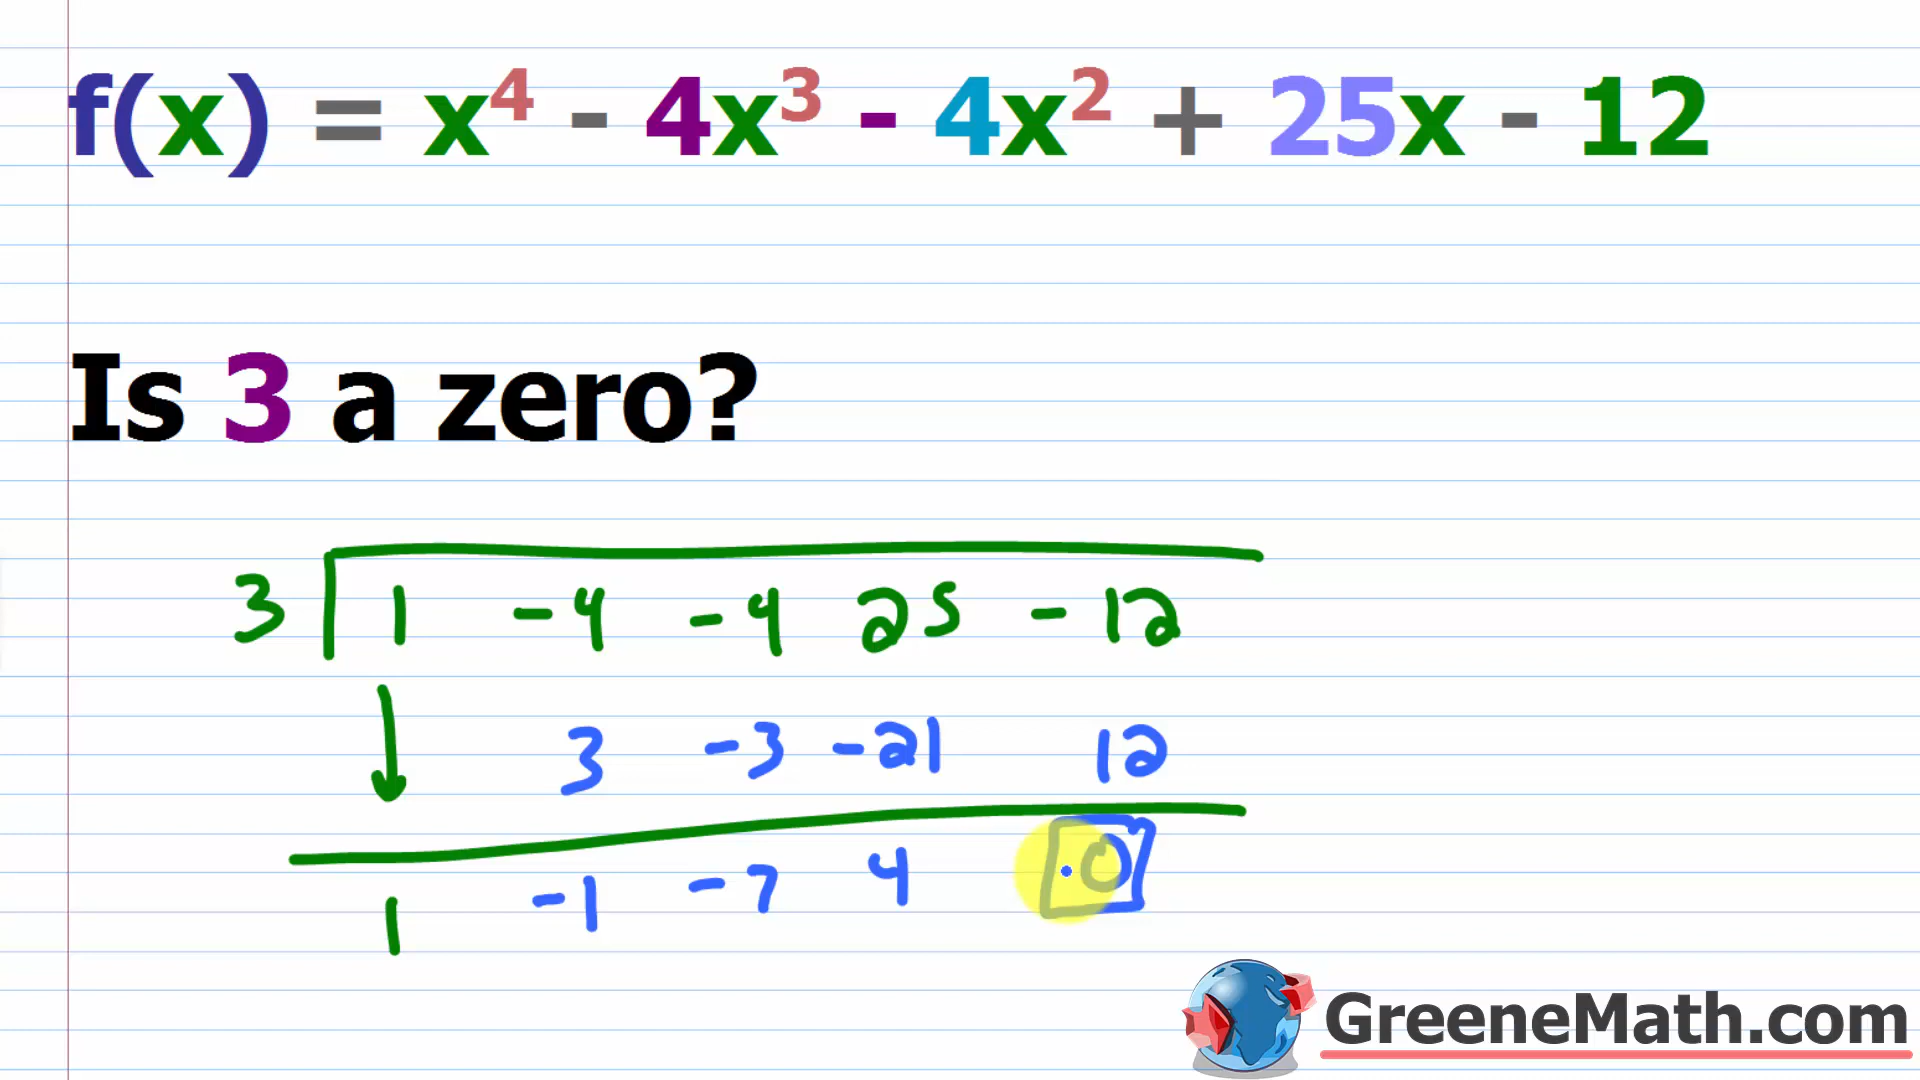 f(x) = x⁴ - 4x³ - 4x² + 25x - 12
Is 3 a zero?
3 1 -4 -4 25 -12
3 -3 -21 12
1 -1 -7 4 0
GreeneMath.com